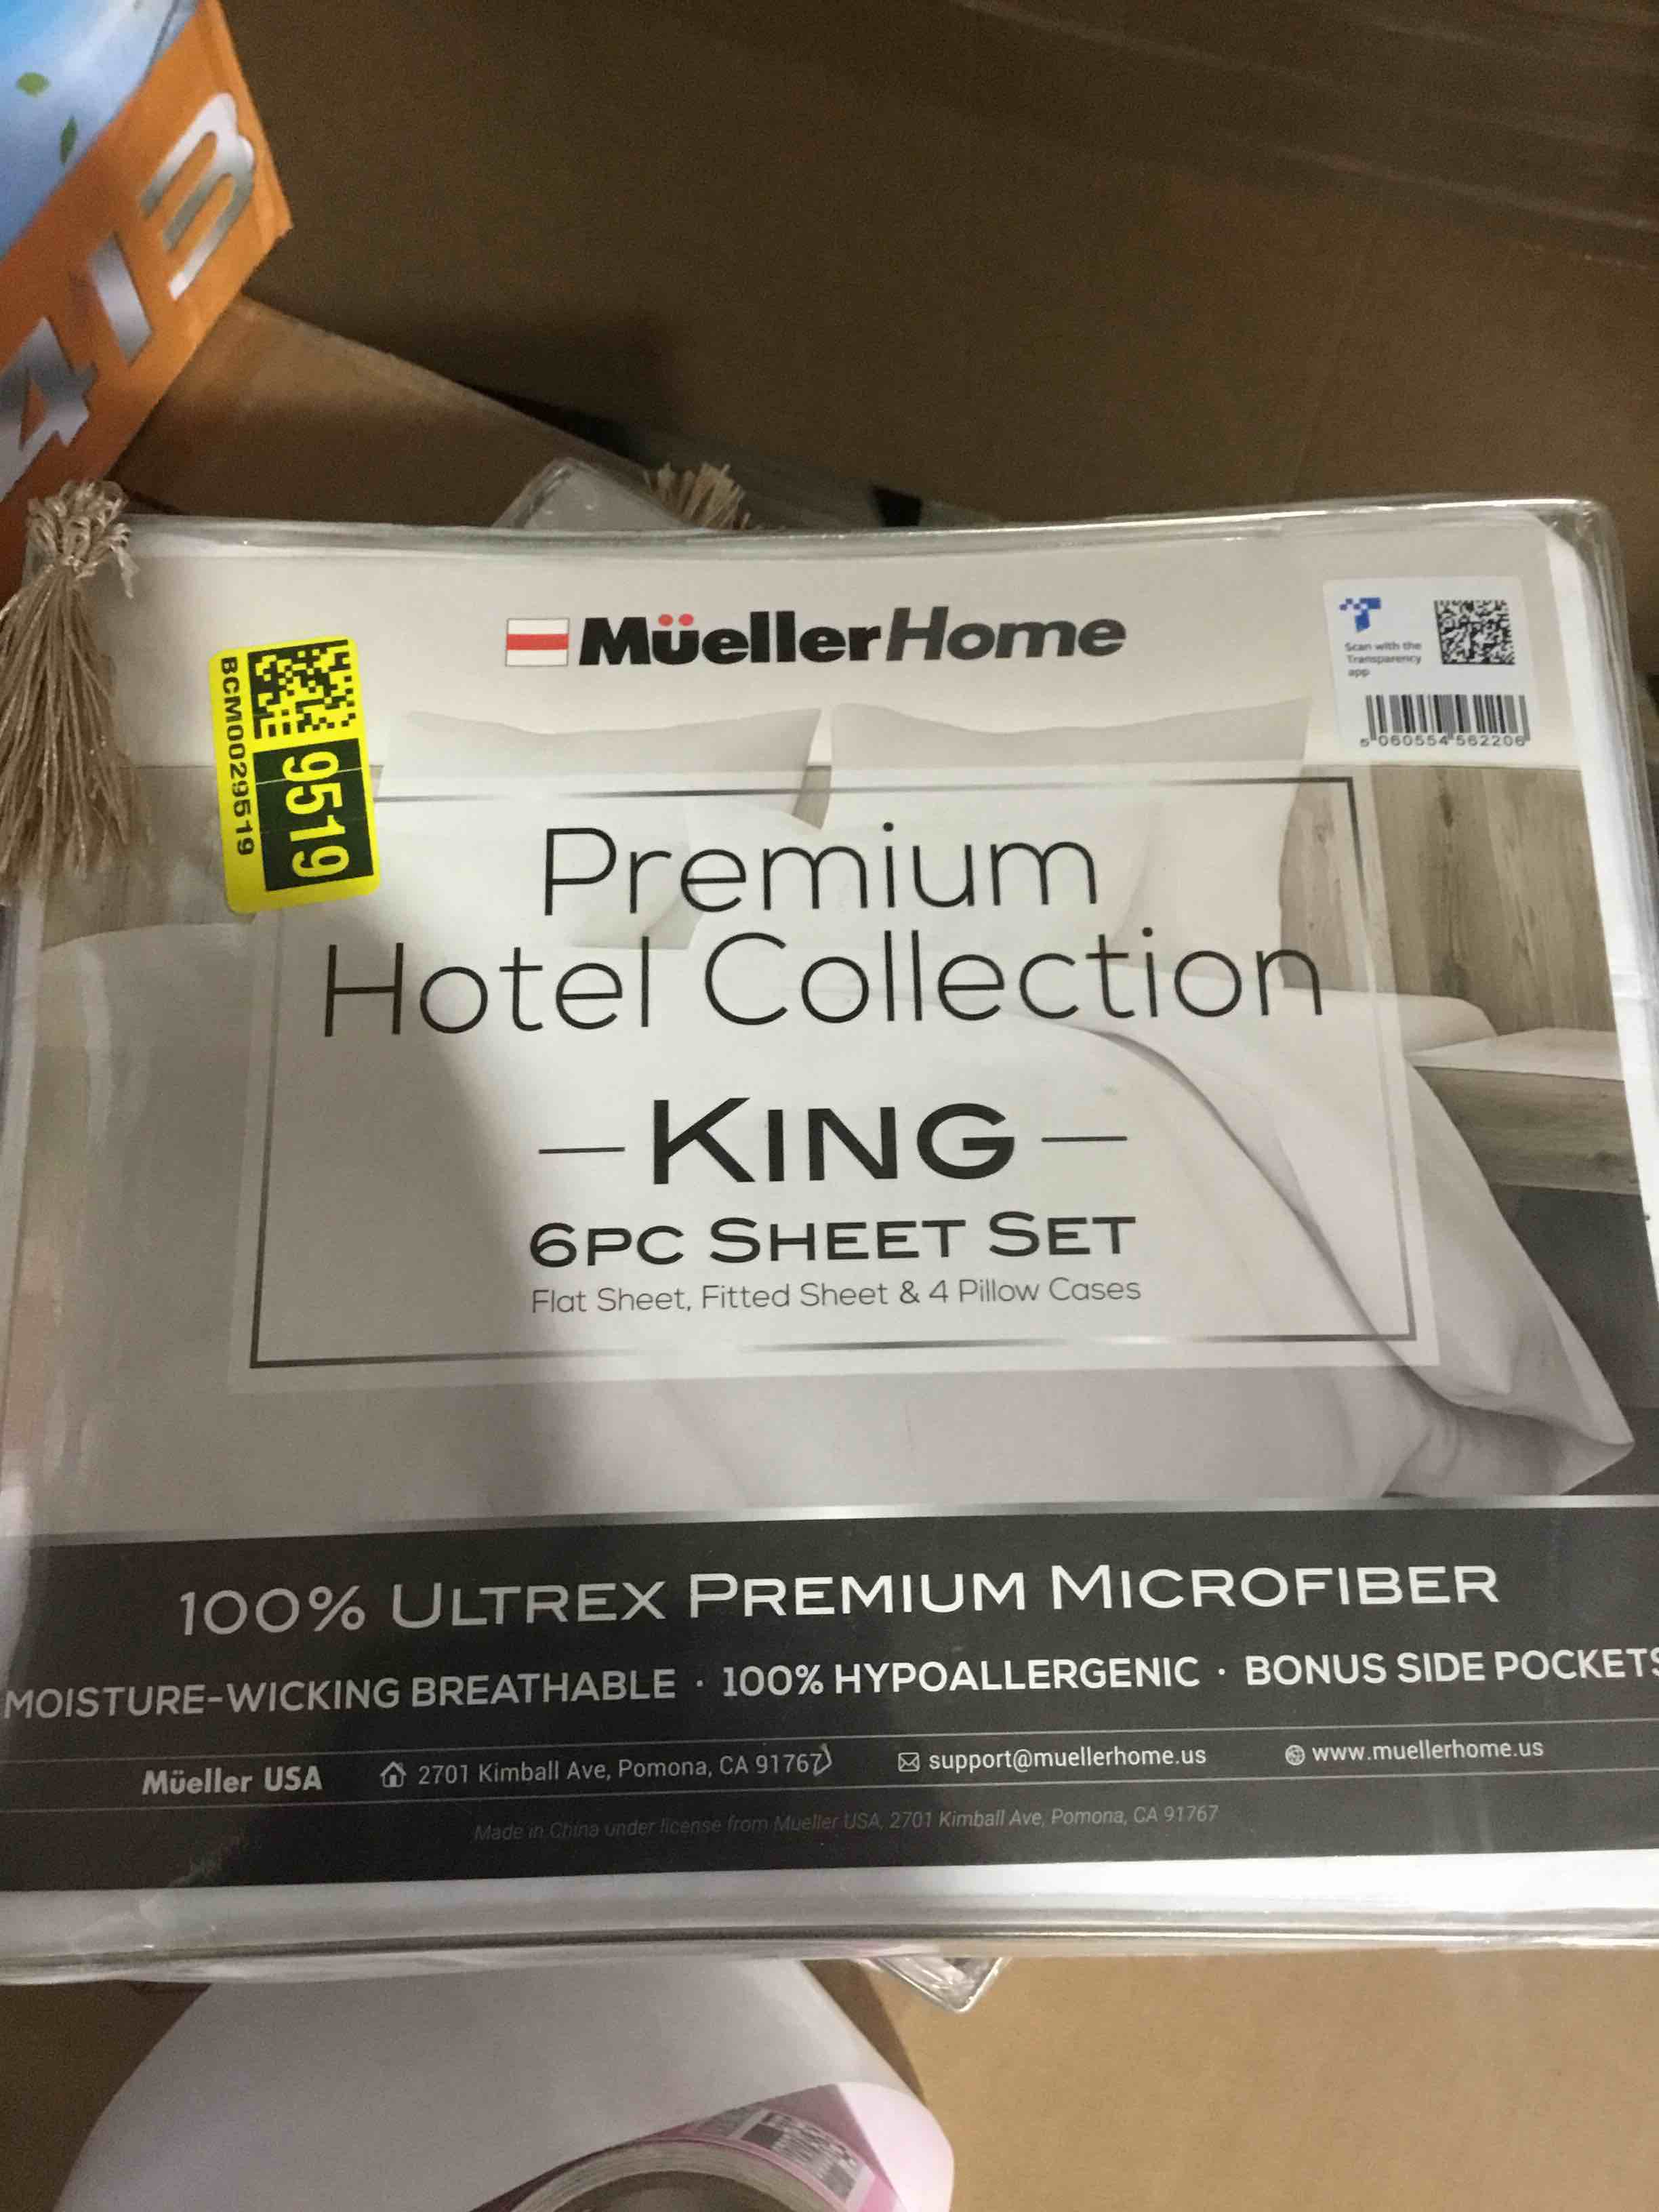 413
MüellerHome
Scan with the
Transparency
app
5 060554 562206
BCM0029519
9519
Premium
Hotel Collection
KING
6PC SHEET SET
Flat Sheet, Fitted Sheet & 4 Pillow Cases
100% ULTREX PREMIUM MICROFIBER
MOISTURE-WICKING BREATHABLE · 100% HYPOALLERGENIC · BONUS SIDE POCKETS
Müeller USA 2701 Kimball Ave, Pomona, CA 91767 support@muellerhome.us www.muellerhome.us
Made in China under license from Mueller USA, 2701 Kimball Ave, Pomona, CA 91767